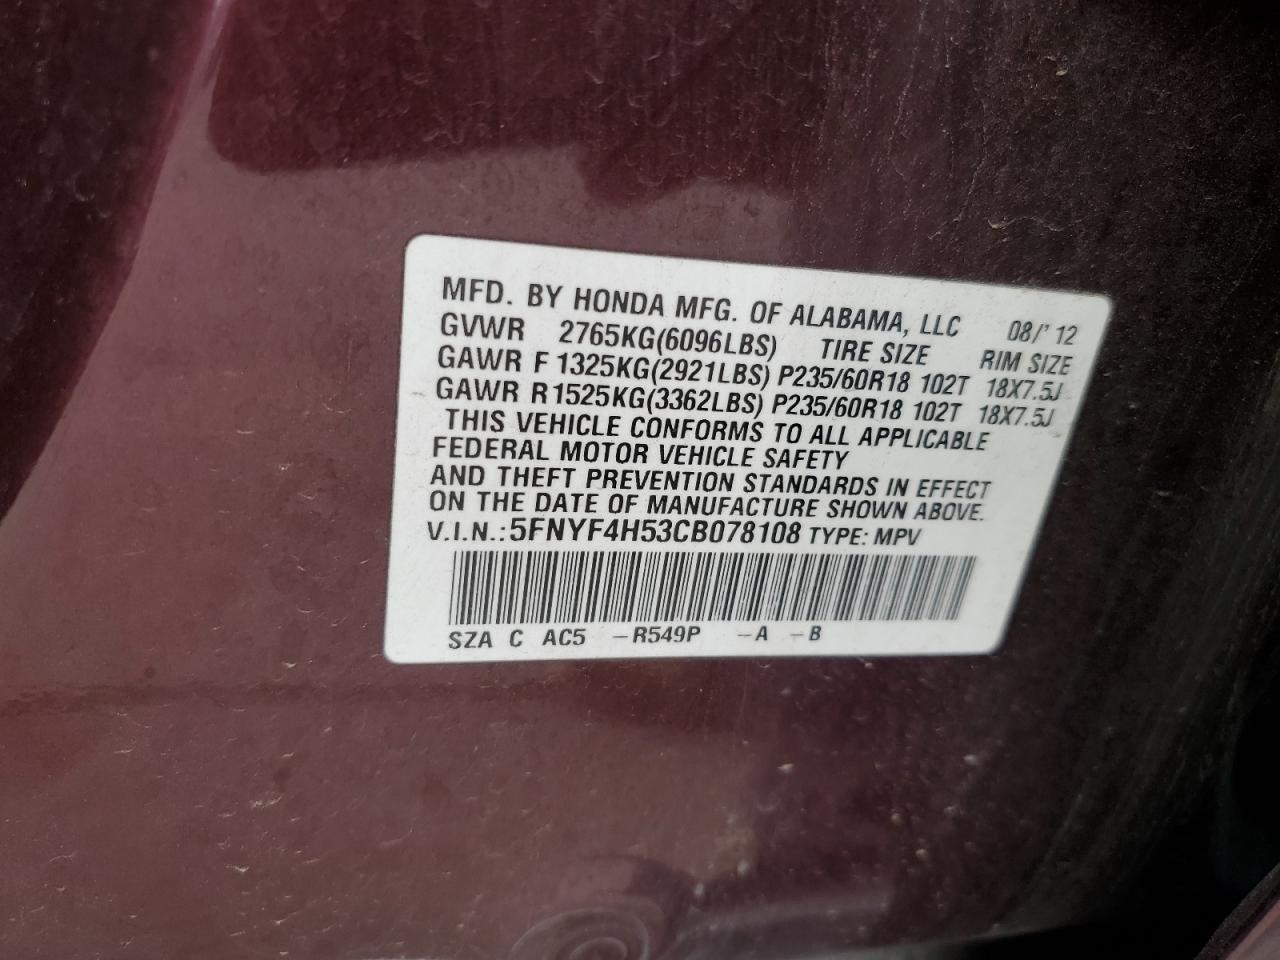 MFD. BY HONDA MFG. OF ALABAMA, LLC 08/'12
GVWR 2765KG(6096LBS) TIRE SIZE RIM SIZE
GAWR F 1325KG(2921LBS) P235/60R18 102T 18X7.5J
GAWR R 1525KG(3362LBS) P235/60R18 102T 18X7.5J
THIS VEHICLE CONFORMS TO ALL APPLICABLE
FEDERAL MOTOR VEHICLE SAFETY
AND THEFT PREVENTION STANDARDS IN EFFECT
ON THE DATE OF MANUFACTURE SHOWN ABOVE.
V.I.N.: 5FNYF4H53CB078108 TYPE: MPV
SZA C AC5 -R549P -A -B